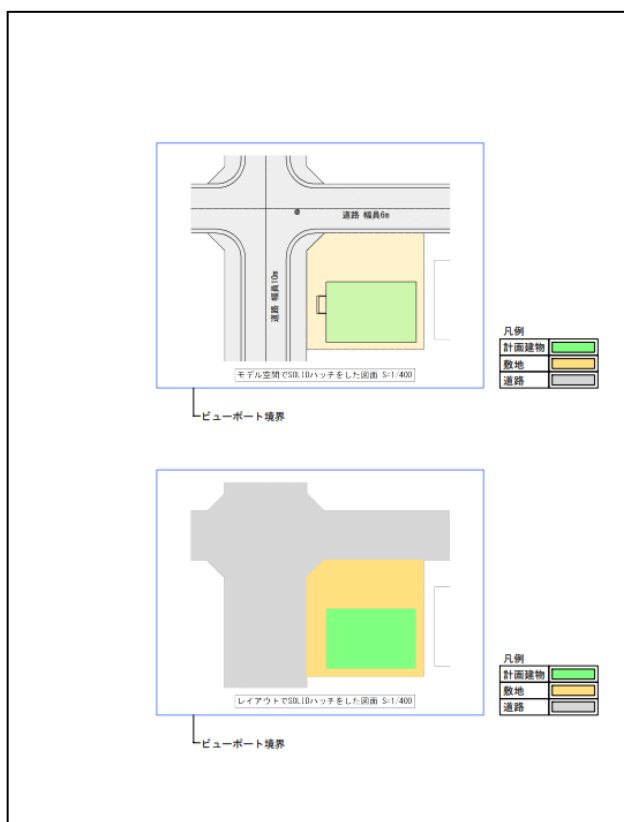 道路 幅員6m
道路 幅員10m
モデル空間でSOLIDハッチをした図面 S=1/400
凡例
計画建物
敷地
道路
ビューポート境界
レイアウトでSOLIDハッチをした図面 S=1/400
凡例
計画建物
敷地
道路
ビューポート境界